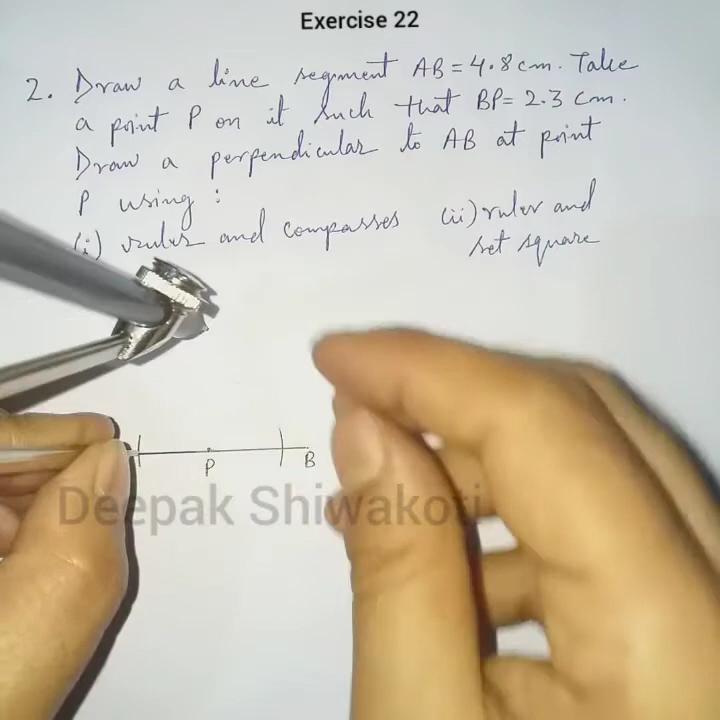 Exercise 22
2. Draw a line segment AB = 4.8 cm. Take
a point P on it such that BP = 2.3 cm.
Draw a perpendicular to AB at point
P using :
(i) ruler and compasses (ii) ruler and
set square
P B
Deepak Shiwakoti